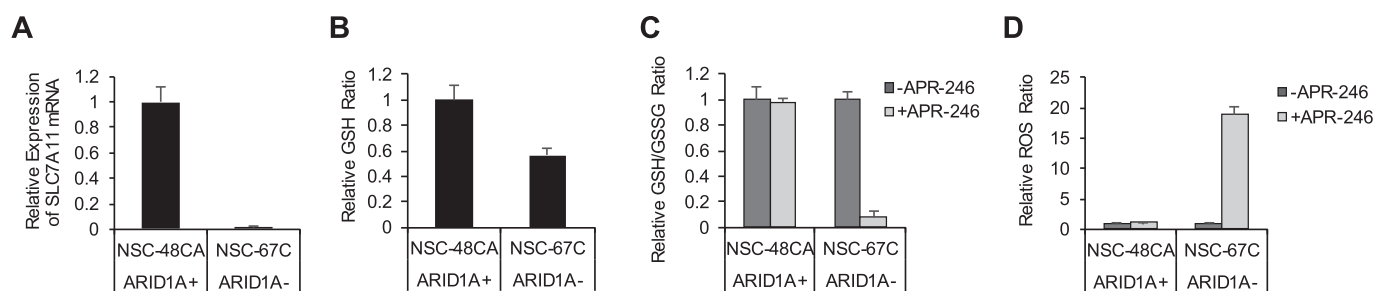 A
Relative Expression
of SLC7A11 mRNA
1.2
1
0.8
0.6
0.4
0.2
0
NSC-48CA NSC-67C
ARID1A+ ARID1A-
B
Relative GSH Ratio
1.2
1
0.8
0.6
0.4
0.2
0
NSC-48CA NSC-67C
ARID1A+ ARID1A-
C
Relative GSH/GSSG Ratio
1.2
1
0.8
0.6
0.4
0.2
0
NSC-48CA NSC-67C
ARID1A+ ARID1A-
-APR-246
+APR-246
D
Relative ROS Ratio
25
20
15
10
5
0
NSC-48CA NSC-67C
ARID1A+ ARID1A-
-APR-246
+APR-246